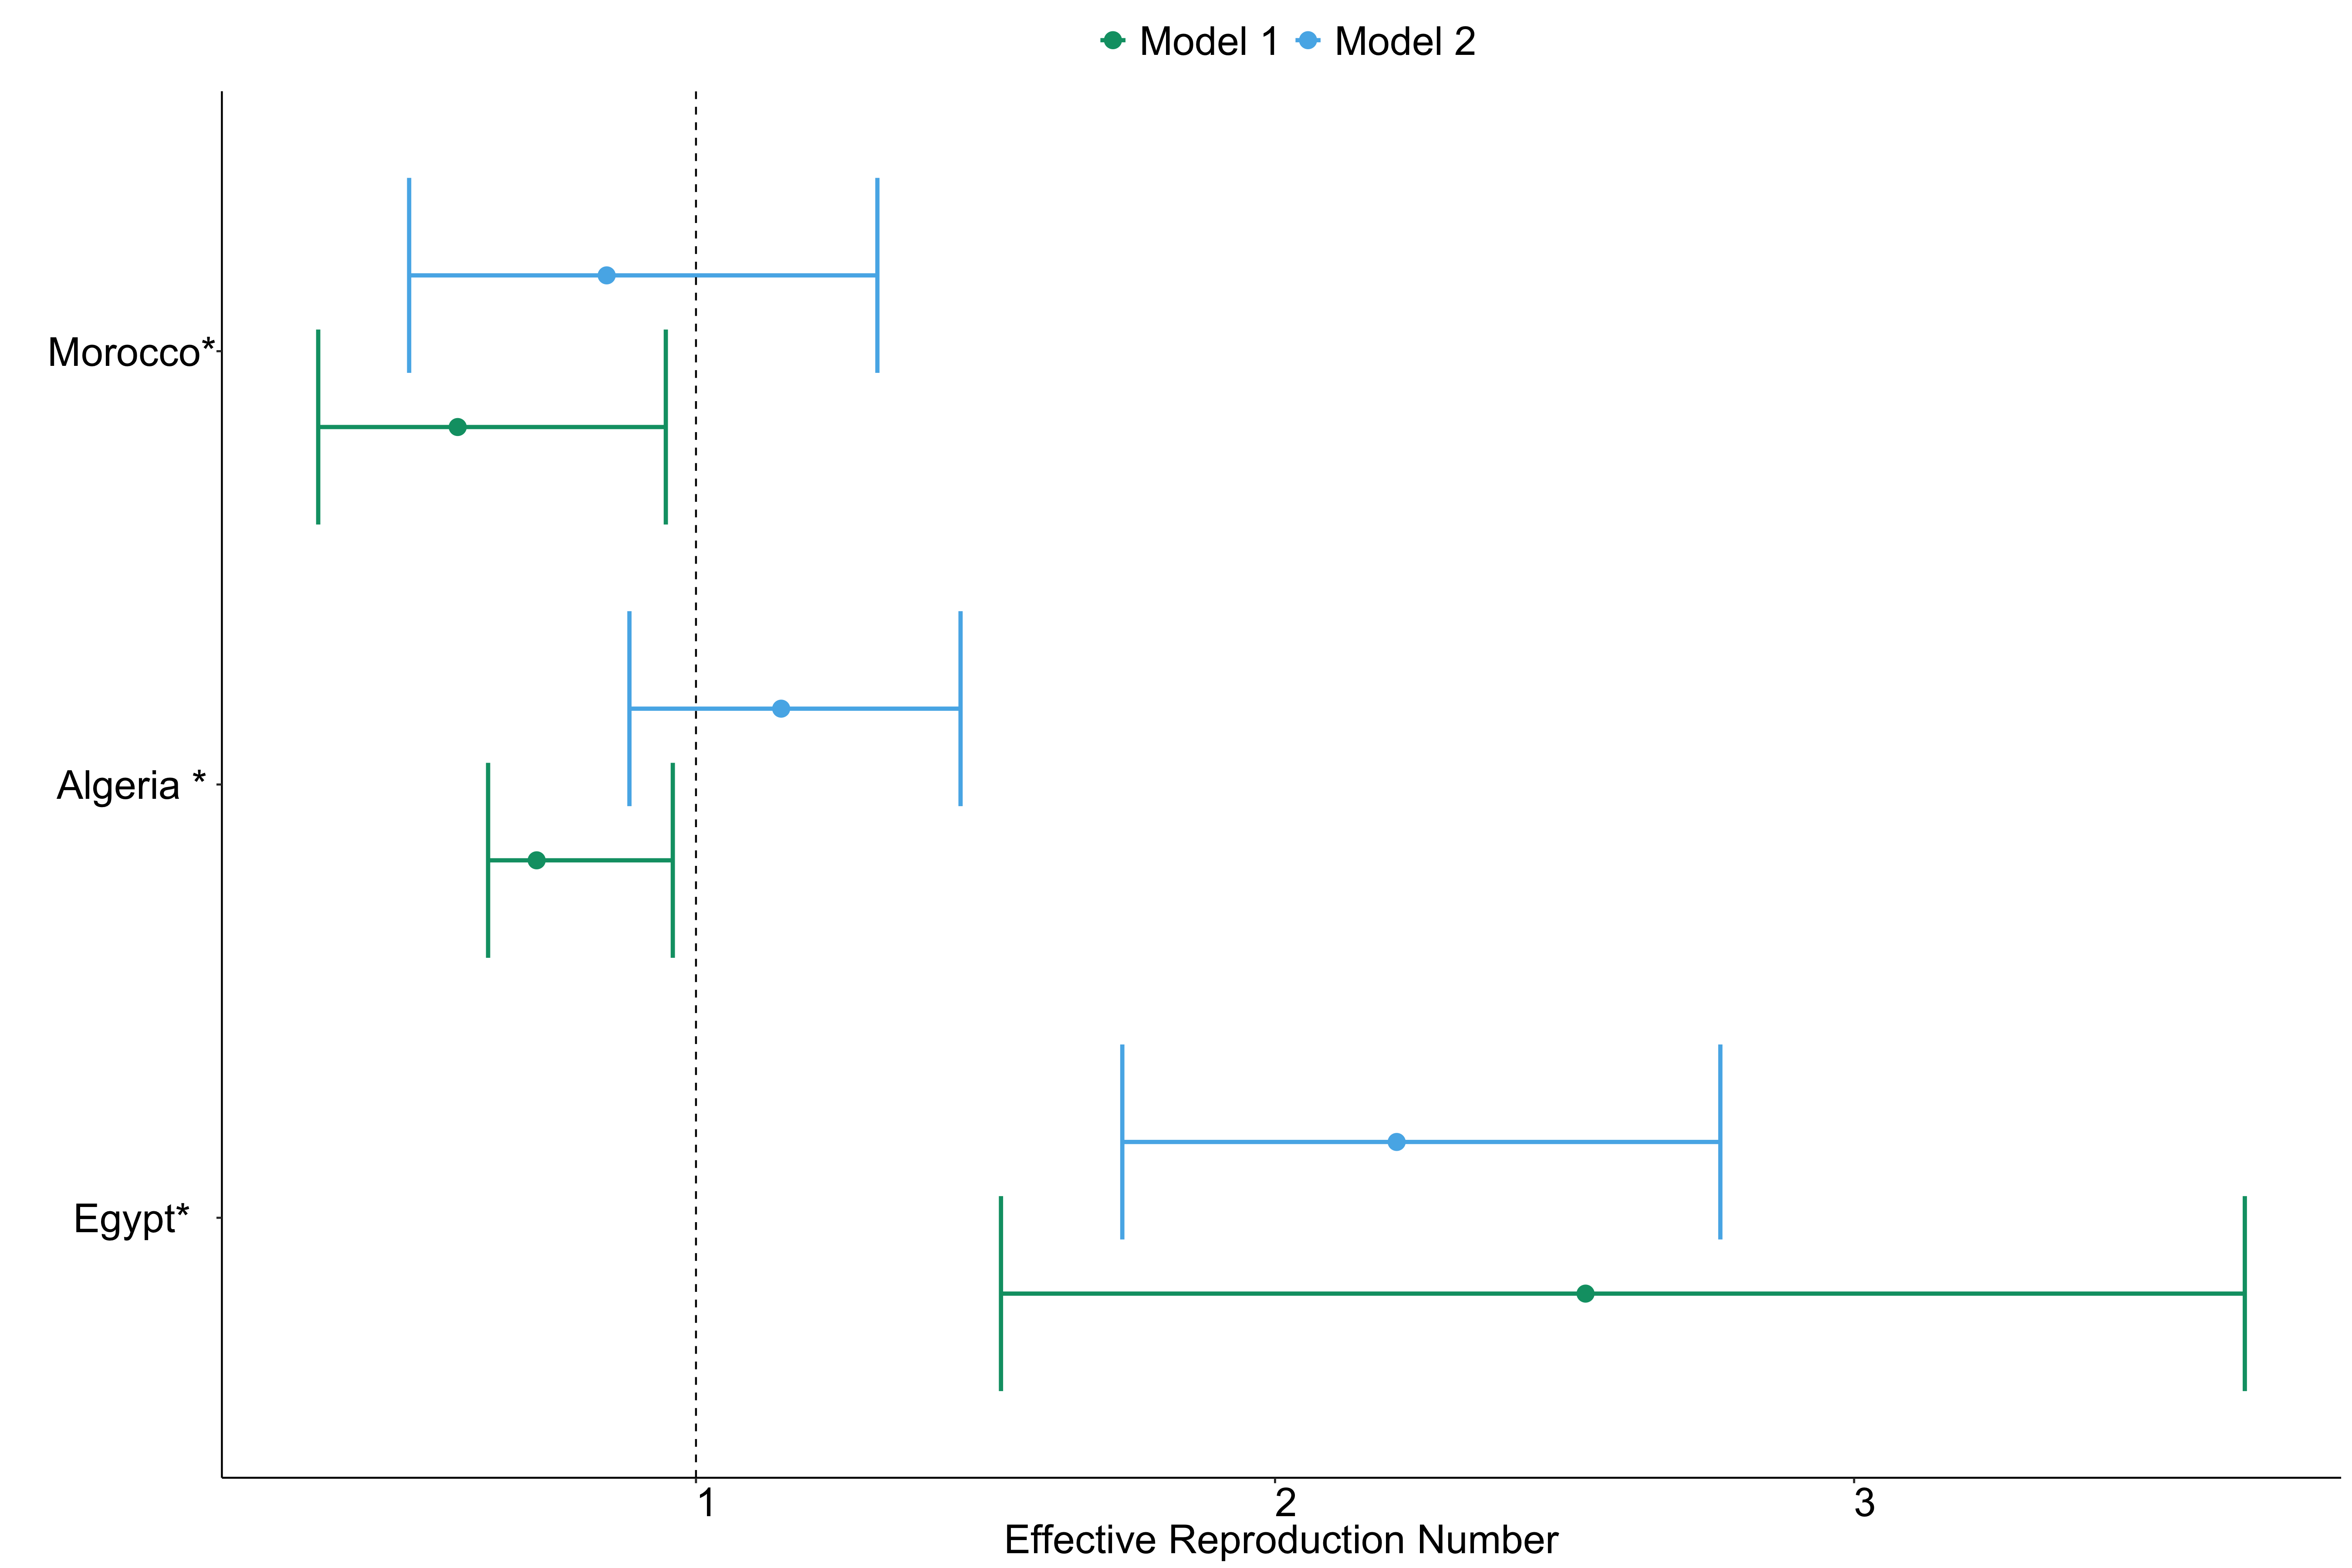 Model 1 Model 2
Morocco*
Algeria *
Egypt*
1 2 3
Effective Reproduction Number